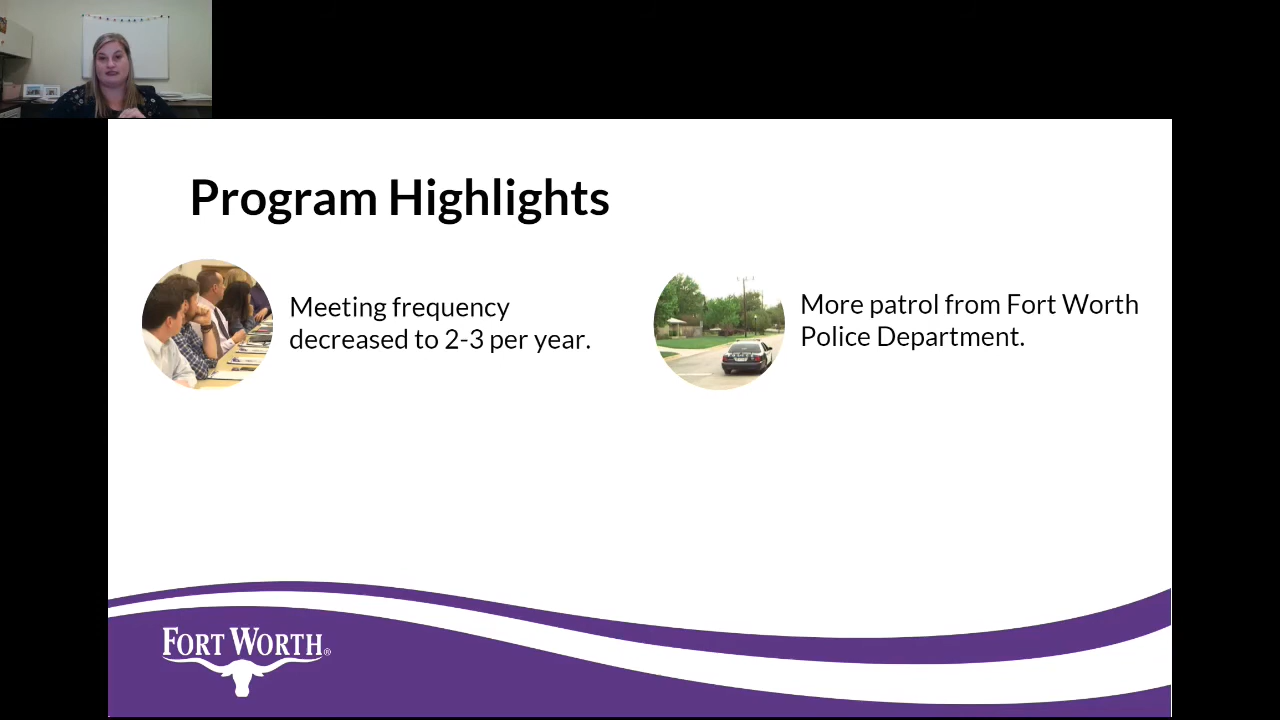 Program Highlights
Meeting frequency
decreased to 2-3 per year.
More patrol from Fort Worth
Police Department.
FORT WORTH®